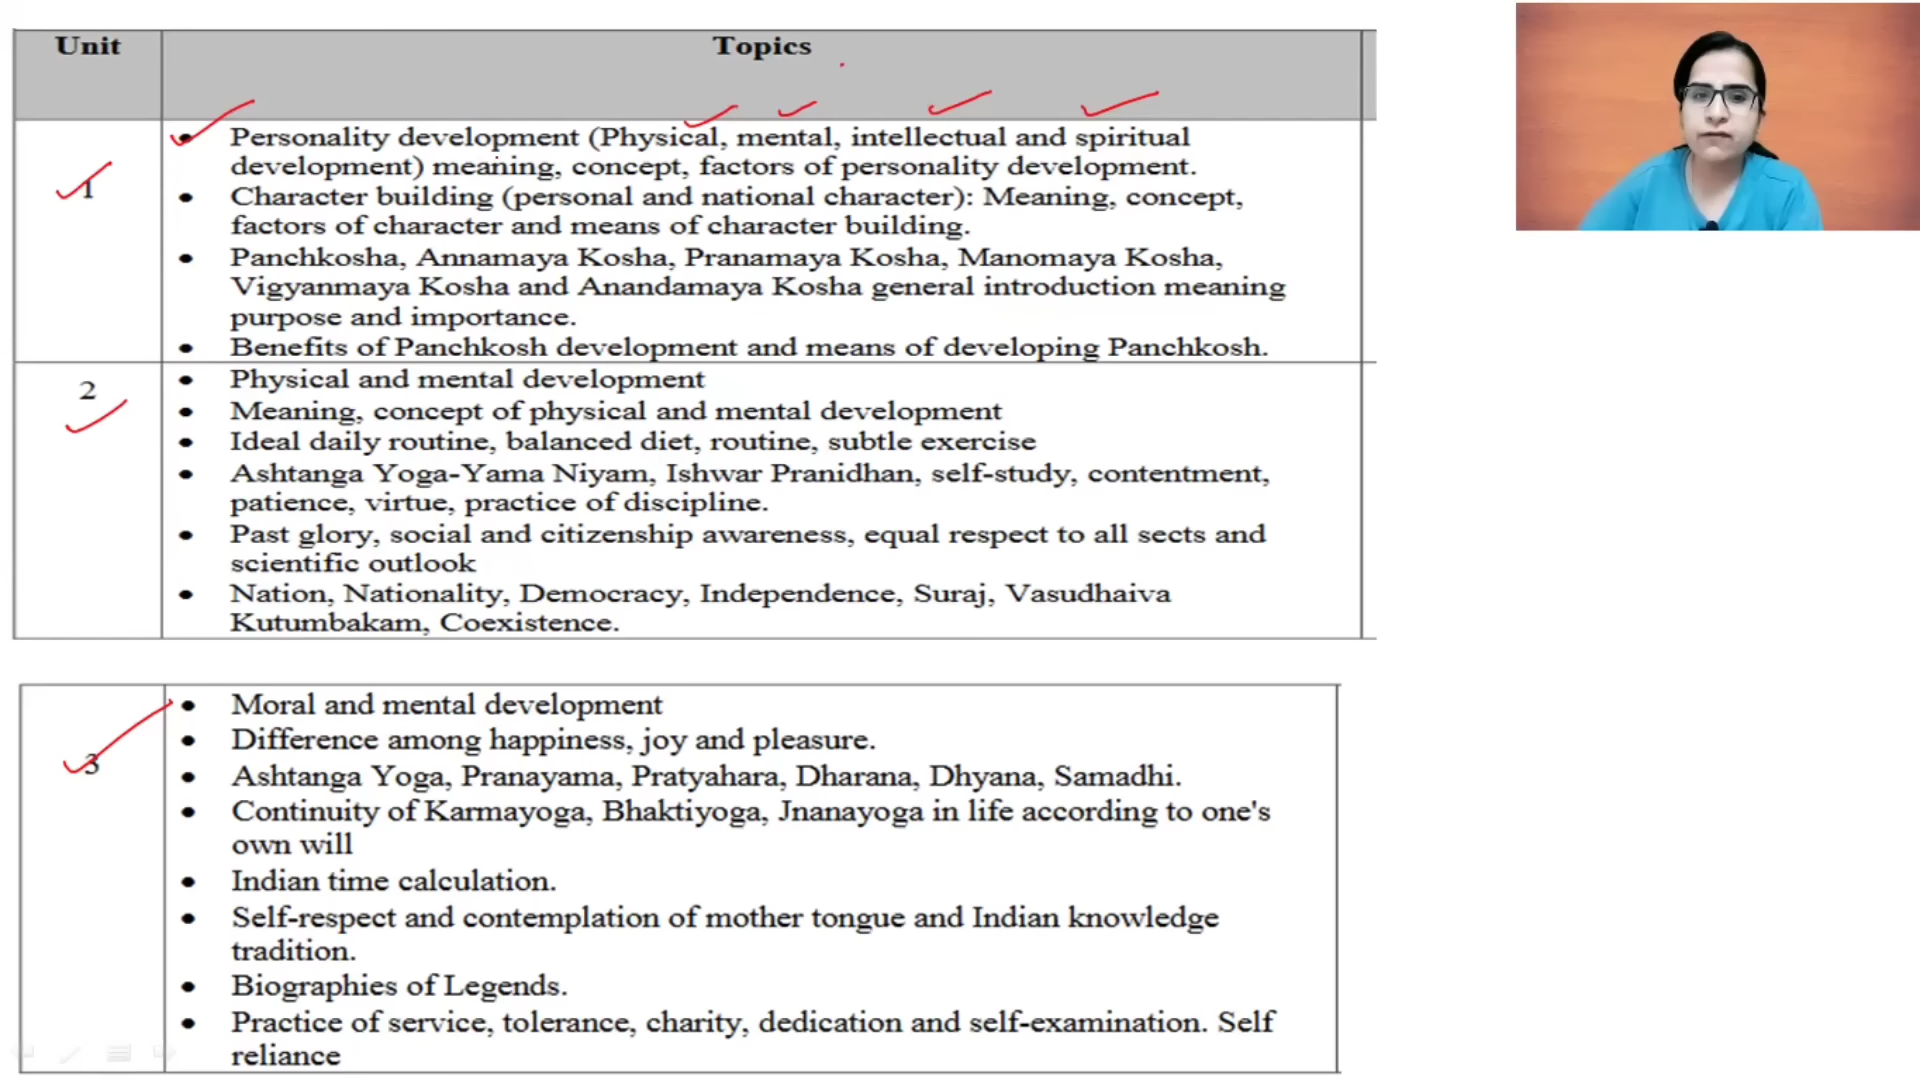 Unit
Topics
1
• Personality development (Physical, mental, intellectual and spiritual
development) meaning, concept, factors of personality development.
• Character building (personal and national character): Meaning, concept,
factors of character and means of character building.
• Panchkosha, Annamaya Kosha, Pranamaya Kosha, Manomaya Kosha,
Vigyanmaya Kosha and Anandamaya Kosha general introduction meaning
purpose and importance.
• Benefits of Panchkosh development and means of developing Panchkosh.
2
• Physical and mental development
• Meaning, concept of physical and mental development
• Ideal daily routine, balanced diet, routine, subtle exercise
• Ashtanga Yoga-Yama Niyam, Ishwar Pranidhan, self-study, contentment,
patience, virtue, practice of discipline.
• Past glory, social and citizenship awareness, equal respect to all sects and
scientific outlook
• Nation, Nationality, Democracy, Independence, Suraj, Vasudhaiva
Kutumbakam, Coexistence.
3
• Moral and mental development
• Difference among happiness, joy and pleasure.
• Ashtanga Yoga, Pranayama, Pratyahara, Dharana, Dhyana, Samadhi.
• Continuity of Karmayoga, Bhaktiyoga, Jnanayoga in life according to one's
own will
• Indian time calculation.
• Self-respect and contemplation of mother tongue and Indian knowledge
tradition.
• Biographies of Legends.
• Practice of service, tolerance, charity, dedication and self-examination. Self
reliance